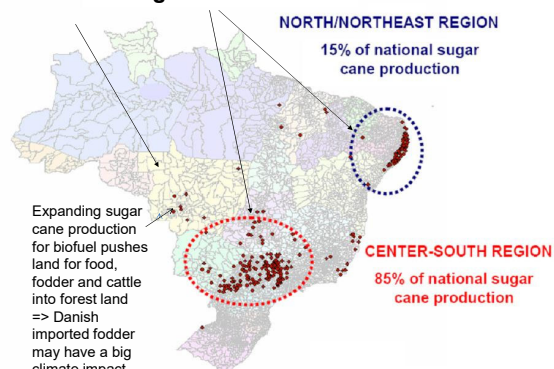 NORTH/NORTHEAST REGION
15% of national sugar
cane production
Expanding sugar
cane production
for biofuel pushes
land for food,
fodder and cattle
into forest land
=> Danish
imported fodder
may have a big
climate impact
CENTER-SOUTH REGION
85% of national sugar
cane production